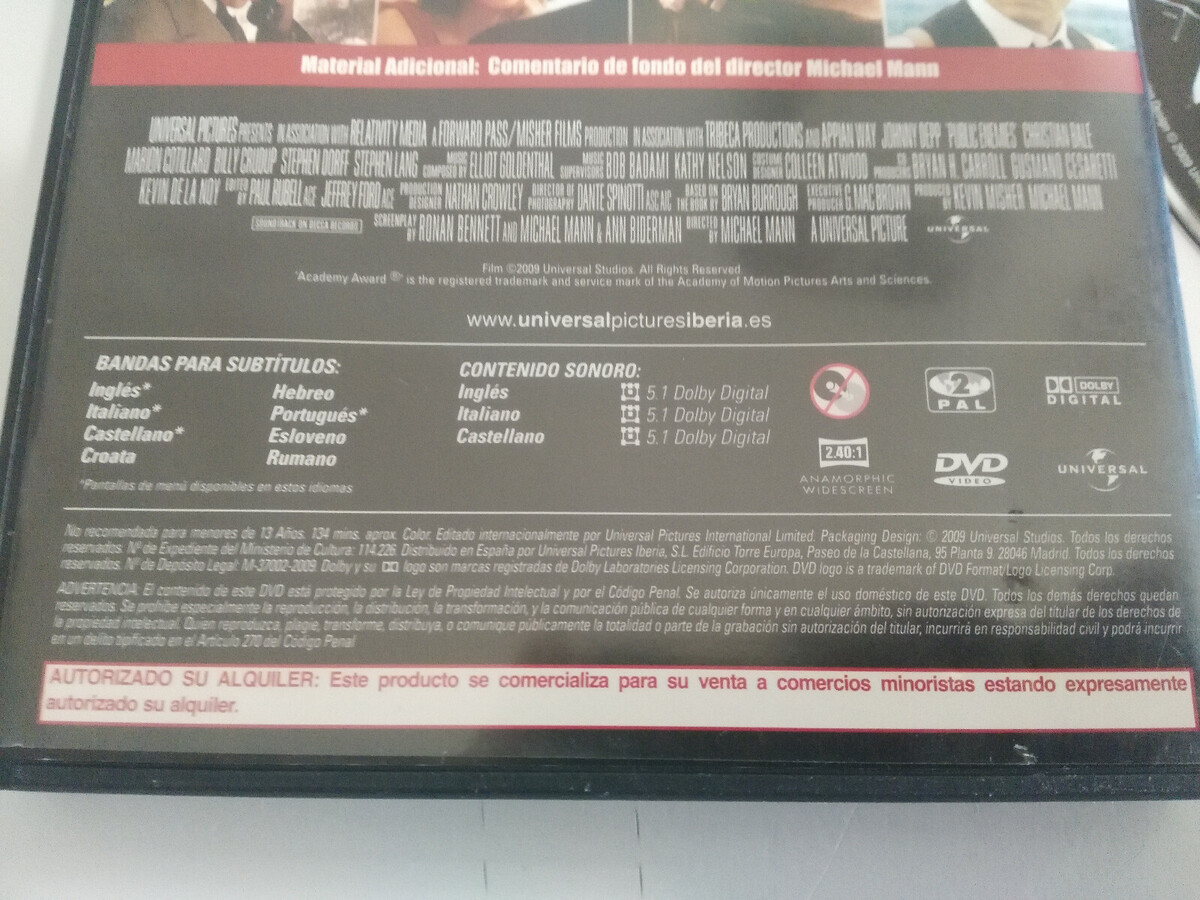 Material Adicional: Comentario de fondo del director Michael Mann
UNIVERSAL PICTURES PRESENTS IN ASSOCIATION WITH RELATIVITY MEDIA A FORWARD PASS/MISHER FILMS PRODUCTION IN ASSOCIATION WITH TRIBECA PRODUCTIONS AND APPIAN WAY JOHNNY DEPP "PUBLIC ENEMIES" CHRISTIAN BALE
MARION COTILLARD BILLY CRUDUP STEPHEN DORFF STEPHEN LANG MUSIC COMPOSED BY ELLIOT GOLDENTHAL MUSIC SUPERVISORS BOB BADAMI KATHY NELSON COSTUME DESIGNER COLLEEN ATWOOD CO- PRODUCERS BRYAN H. CARROLL GUSMANO CESARETTI
KEVIN DE LA NOY EDITED BY PAUL RUBELL ACE JEFFREY FORD ACE PRODUCTION DESIGNER NATHAN CROWLEY DIRECTOR OF PHOTOGRAPHY DANTE SPINOTTI ASC AIC BASED ON THE BOOK BY BRYAN BURROUGH EXECUTIVE PRODUCER G. MAC BROWN PRODUCED BY KEVIN MISHER MICHAEL MANN
SOUNDTRACK ON DECCA RECORDS SCREENPLAY BY RONAN BENNETT AND MICHAEL MANN & ANN BIDERMAN DIRECTED BY MICHAEL MANN A UNIVERSAL PICTURE UNIVERSAL
Film ©2009 Universal Studios. All Rights Reserved.
"Academy Award ®" is the registered trademark and service mark of the Academy of Motion Pictures Arts and Sciences.
www.universalpicturesiberia.es
BANDAS PARA SUBTÍTULOS:
Inglés* Hebreo
Italiano* Portugués*
Castellano* Esloveno
Croata Rumano
*Pantallas de menú disponibles en estos idiomas
CONTENIDO SONORO:
Inglés 5.1 Dolby Digital
Italiano 5.1 Dolby Digital
Castellano 5.1 Dolby Digital
2 PAL
DOLBY DIGITAL
2.40:1
ANAMORPHIC WIDESCREEN
DVD VIDEO
UNIVERSAL
No recomendada para menores de 13 Años. 134 mins. aprox. Color. Editado internacionalmente por Universal Pictures International Limited. Packaging Design: © 2009 Universal Studios. Todos los derechos
reservados. Nº de Expediente del Ministerio de Cultura: 114.226 Distribuido en España por Universal Pictures Iberia, S.L. Edificio Torre Europa, Paseo de la Castellana, 95 Planta 9. 28046 Madrid. Todos los derechos
reservados. Nº de Depósito Legal: M-37002-2009. Dolby y su logo son marcas registradas de Dolby Laboratories Licensing Corporation. DVD logo is a trademark of DVD Format/Logo Licensing Corp.
ADVERTENCIA: El contenido de este DVD está protegido por la Ley de Propiedad Intelectual y por el Código Penal. Se autoriza únicamente el uso doméstico de este DVD. Todos los demás derechos quedan
reservados. Se prohíbe especialmente la reproducción, la distribución, la transformación, y la comunicación pública de cualquier forma y en cualquier ámbito, sin autorización expresa del titular de los derechos de
la propiedad intelectual. Quien reproduzca, plagie, transforme, distribuya, o comunique públicamente la totalidad o parte de la grabación sin autorización del titular, incurrirá en responsabilidad civil y podrá incurrir
en un delito tipificado en el Artículo 270 del Código Penal
AUTORIZADO SU ALQUILER: Este producto se comercializa para su venta a comercios minoristas estando expresamente
autorizado su alquiler.